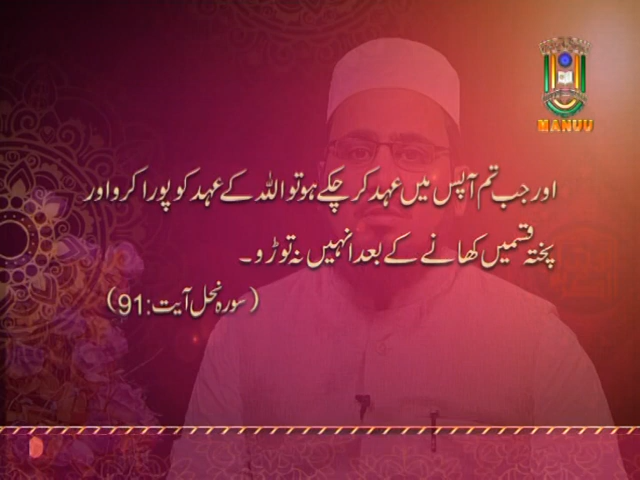 MANUU
اور جب تم آپس میں عہد کر چکے ہو تو اللہ کے عہد کو پورا کرو اور
پختہ قسمیں کھانے کے بعد انہیں نہ توڑو۔
(سورہ نحل آیت:91)